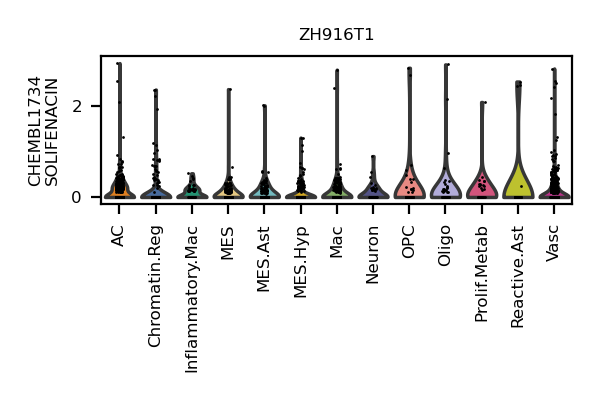 ZH916T1
CHEMBL1734
SOLIFENACIN
2
0
AC
Chromatin.Reg
Inflammatory.Mac
MES
MES.Ast
MES.Hyp
Mac
Neuron
OPC
Oligo
Prolif.Metab
Reactive.Ast
Vasc